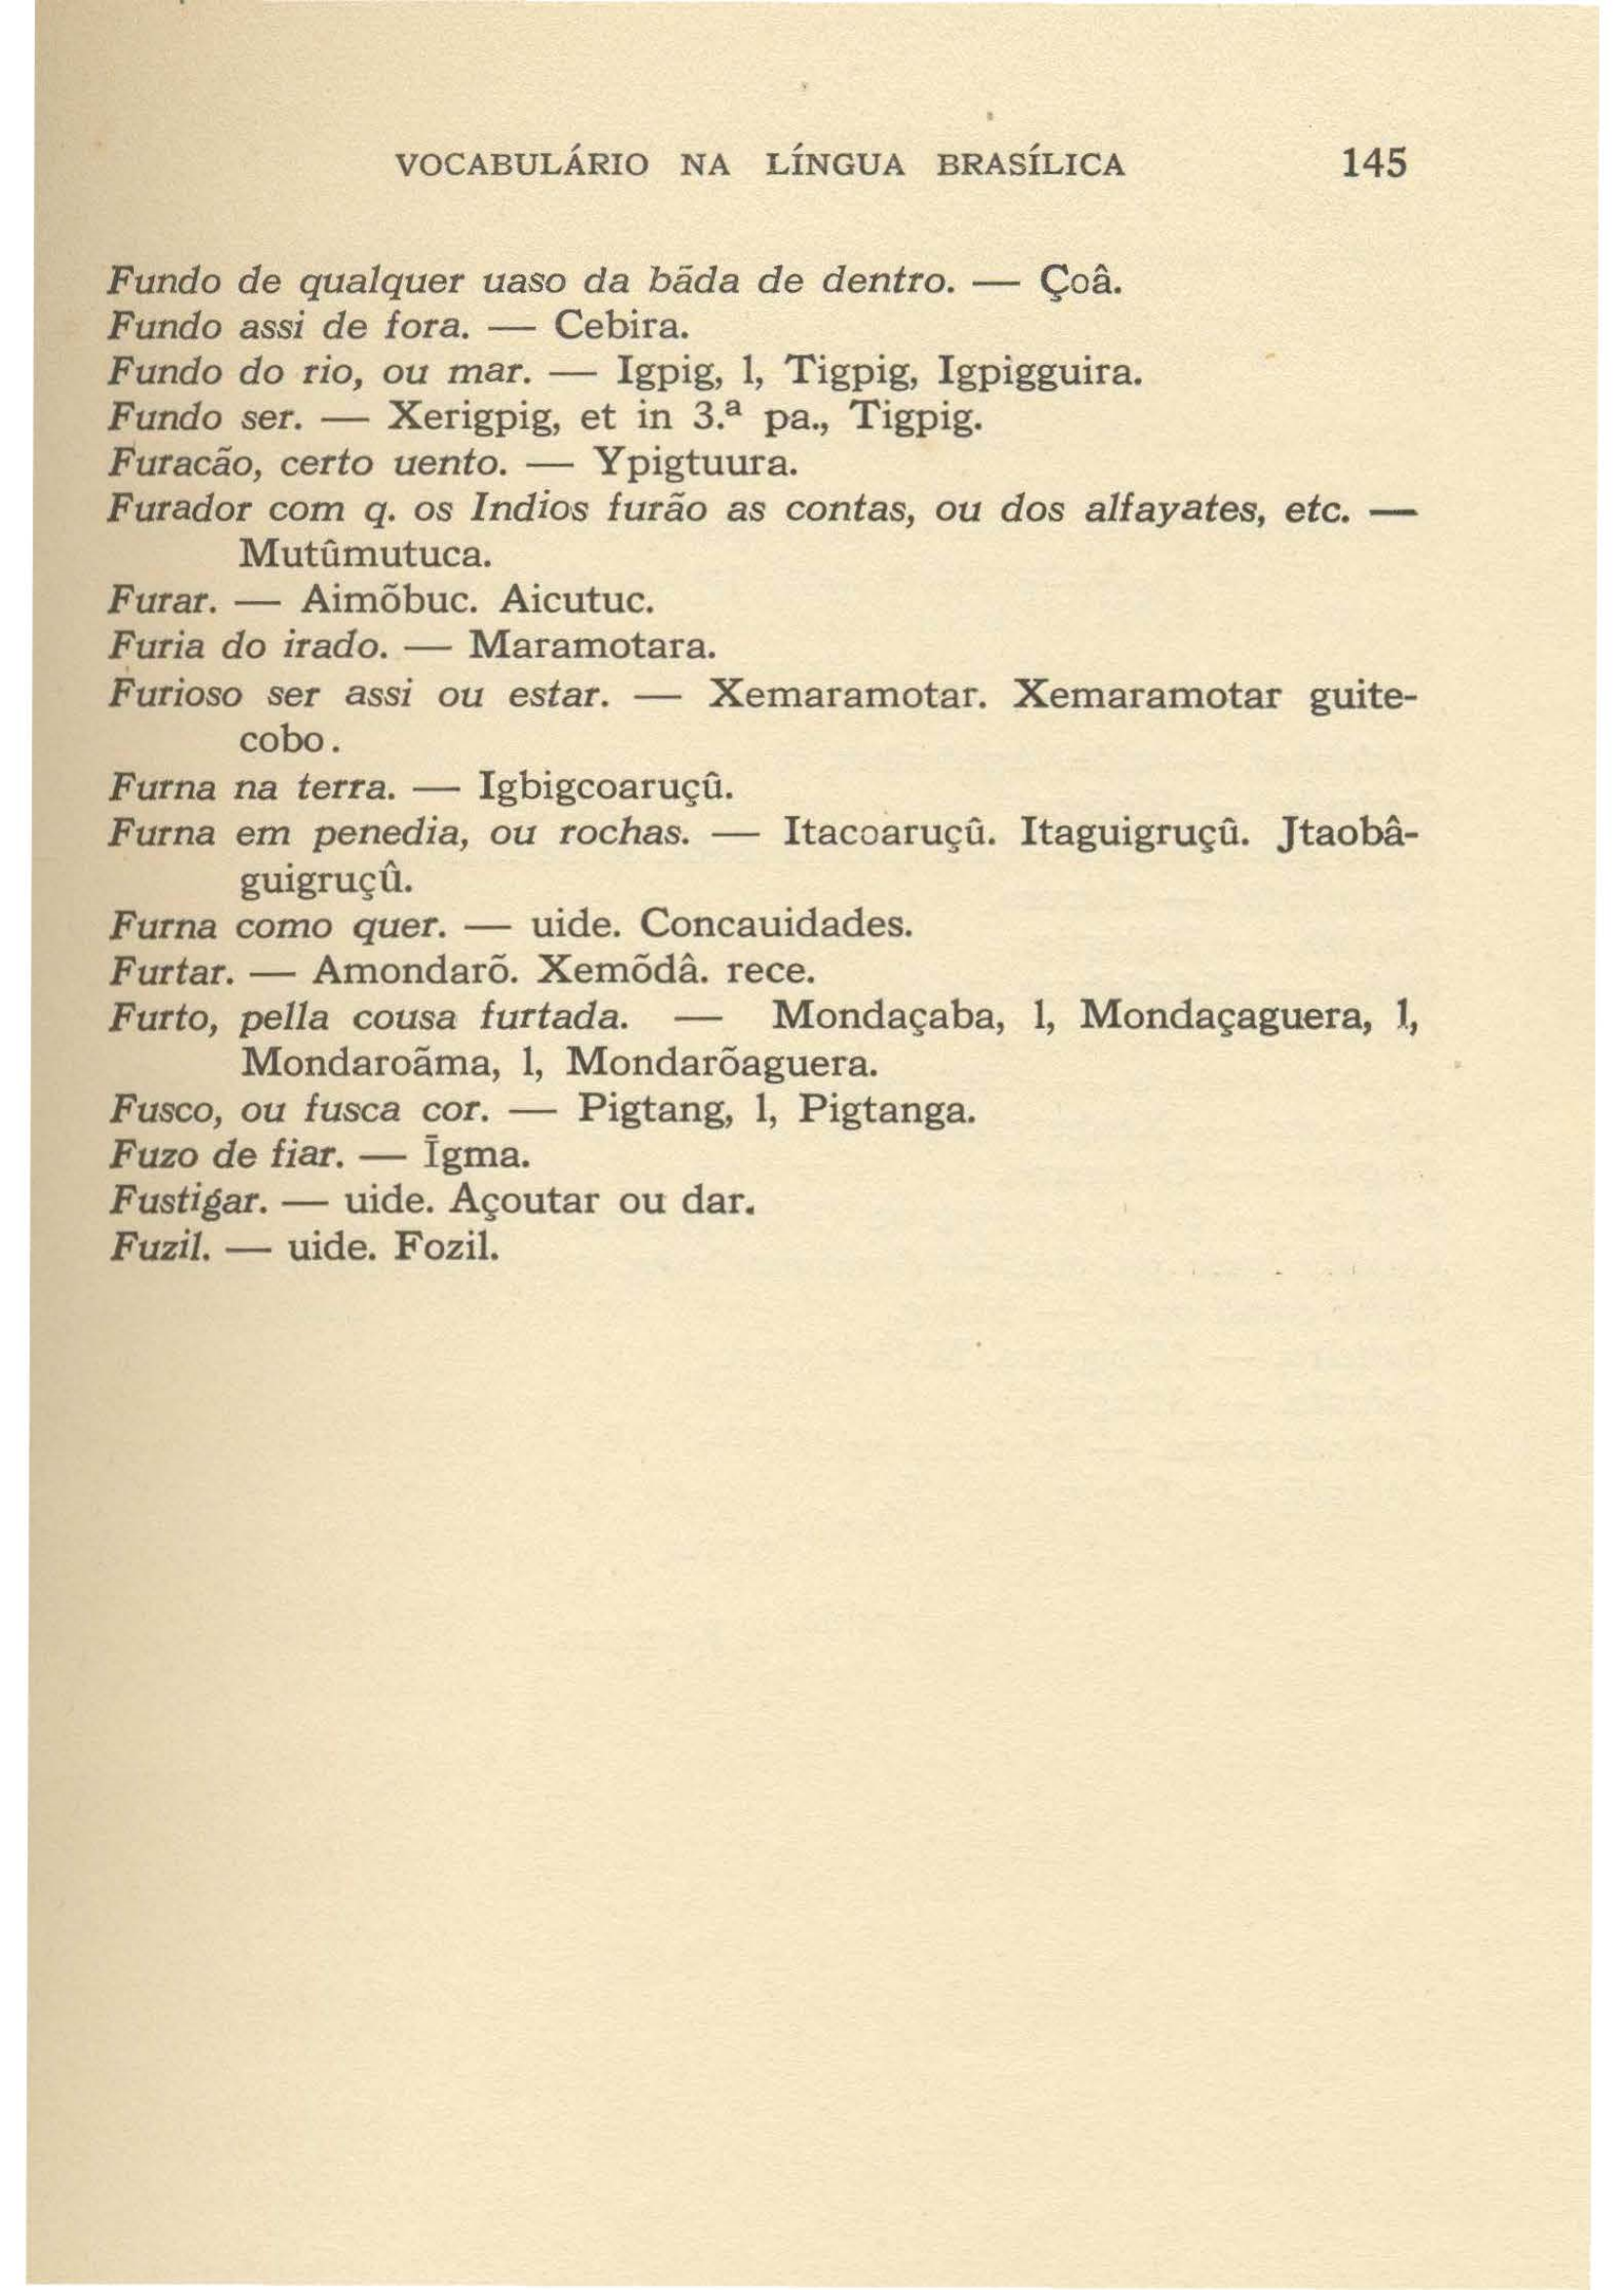 VOCABULÁRIO NA LÍNGUA BRASÍLICA 145
Fundo de qualquer uaso da bãda de dentro. — Çoâ.
Fundo assi de fora. — Cebira.
Fundo do rio, ou mar. — Igpig, l, Tigpig, Igpigguira.
Fundo ser. — Xerigpig, et in 3.ª pa., Tigpig.
Furacão, certo uento. — Ypigtuura.
Furador com q. os Indios furão as contas, ou dos alfayates, etc. —
Mutûmutuca.
Furar. — Aimõbuc. Aicutuc.
Furia do irado. — Maramotara.
Furioso ser assi ou estar. — Xemaramotar. Xemaramotar guite-
cobo.
Furna na terra. — Igbigcoaruçû.
Furna em penedia, ou rochas. — Itacoaruçû. Itaguigruçû. Jtaobâ-
guigruçû.
Furna como quer. — uide. Concauidades.
Furtar. — Amondarõ. Xemõdâ. rece.
Furto, pella cousa furtada. — Mondaçaba, l, Mondaçaguera, l,
Mondaroãma, l, Mondarõaguera.
Fusco, ou fusca cor. — Pigtang, l, Pigtanga.
Fuzo de fiar. — Īgma.
Fustigar. — uide. Açoutar ou dar.
Fuzil. — uide. Fozil.